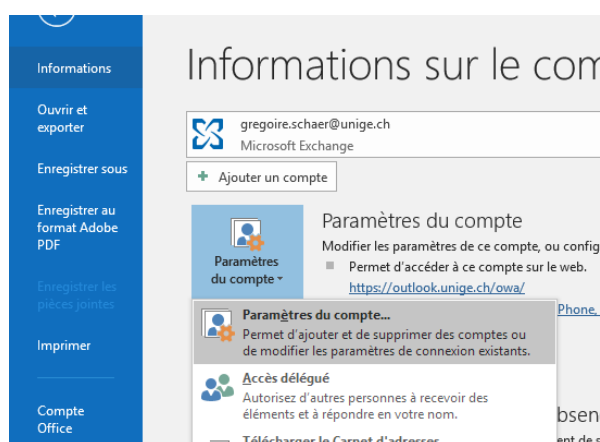 Informations
Ouvrir et
exporter
Enregistrer sous
Enregistrer au
format Adobe
PDF
Enregistrer les
pièces jointes
Imprimer
Compte
Office
Informations sur le com
gregoire.schaer@unige.ch
Microsoft Exchange
Ajouter un compte
Paramètres
du compte
Paramètres du compte
Modifier les paramètres de ce compte, ou config
Permet d'accéder à ce compte sur le web.
https://outlook.unige.ch/owa/
Phone,
Paramètres du compte...
Permet d'ajouter et de supprimer des comptes ou
de modifier les paramètres de connexion existants.
Accès délégué
Autorisez d'autres personnes à recevoir des
éléments et à répondre en votre nom.
bsen
Télécharger le Carnet d'adresses